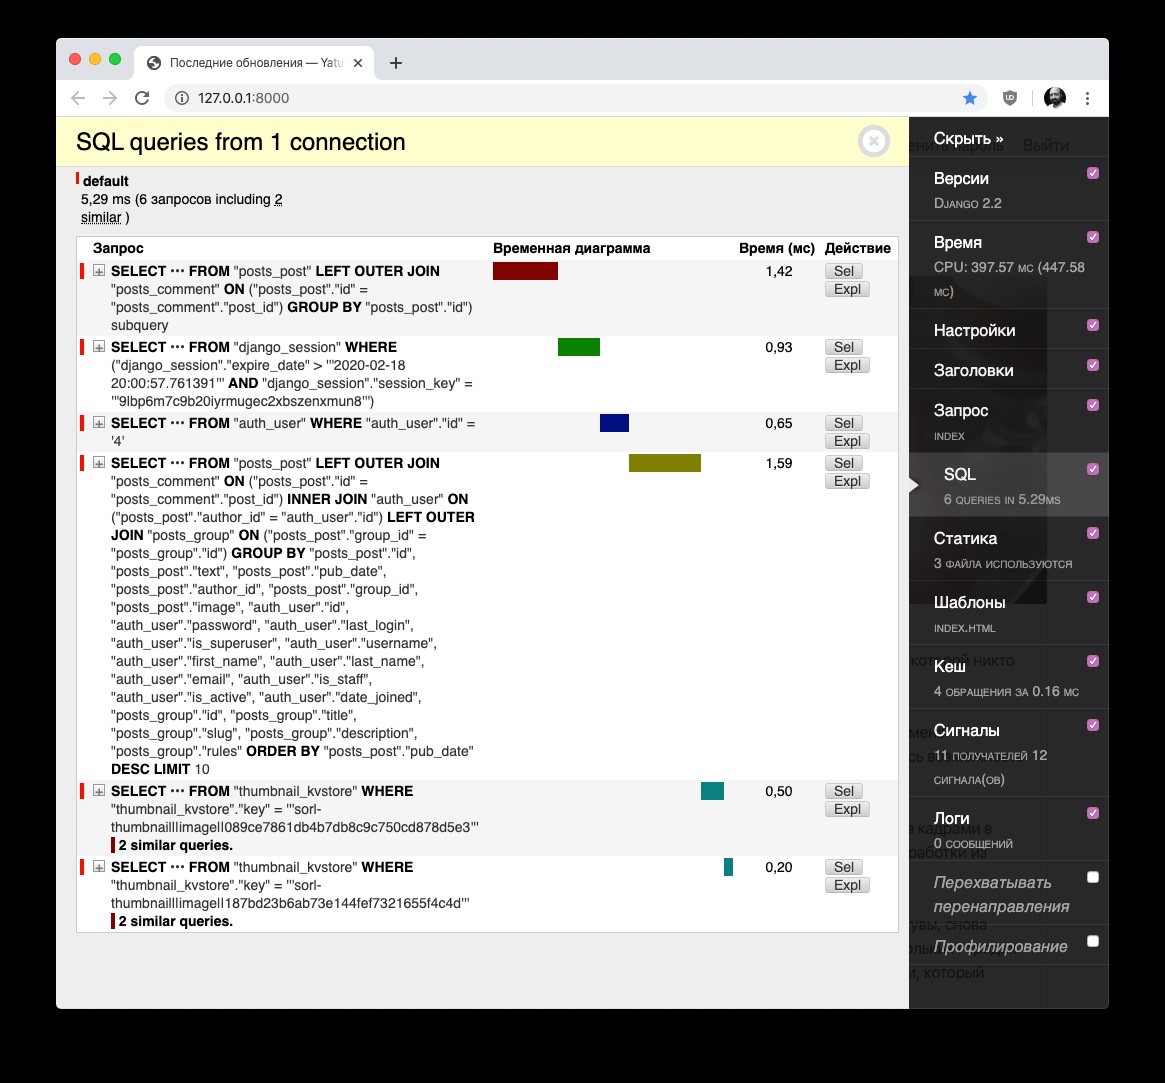 Последние обновления — Yatu
127.0.0.1:8000
SQL queries from 1 connection
default
5,29 ms (6 запросов including 2
similar )
Запрос Временная диаграмма Время (мс) Действие
SELECT ••• FROM "posts_post" LEFT OUTER JOIN 1,42 Sel
"posts_comment" ON ("posts_post"."id" = Expl
"posts_comment"."post_id") GROUP BY "posts_post"."id")
subquery
SELECT ••• FROM "django_session" WHERE 0,93 Sel
("django_session"."expire_date" > '"2020-02-18 Expl
20:00:57.761391"' AND "django_session"."session_key" =
'"9lbp6m7c9b20iyrmugec2xbszenxmun8"')
SELECT ••• FROM "auth_user" WHERE "auth_user"."id" = 0,65 Sel
'4' Expl
SELECT ••• FROM "posts_post" LEFT OUTER JOIN 1,59 Sel
"posts_comment" ON ("posts_post"."id" = Expl
"posts_comment"."post_id") INNER JOIN "auth_user" ON
("posts_post"."author_id" = "auth_user"."id") LEFT OUTER
JOIN "posts_group" ON ("posts_post"."group_id" =
"posts_group"."id") GROUP BY "posts_post"."id",
"posts_post"."text", "posts_post"."pub_date",
"posts_post"."author_id", "posts_post"."group_id",
"posts_post"."image", "auth_user"."id",
"auth_user"."password", "auth_user"."last_login",
"auth_user"."is_superuser", "auth_user"."username",
"auth_user"."first_name", "auth_user"."last_name",
"auth_user"."email", "auth_user"."is_staff",
"auth_user"."is_active", "auth_user"."date_joined",
"posts_group"."id", "posts_group"."title",
"posts_group"."slug", "posts_group"."description",
"posts_group"."rules" ORDER BY "posts_post"."pub_date"
DESC LIMIT 10
SELECT ••• FROM "thumbnail_kvstore" WHERE 0,50 Sel
"thumbnail_kvstore"."key" = '"sorl- Expl
thumbnail||image||089ce7861db4b7db8c9c750cd878d5e3"'
2 similar queries.
SELECT ••• FROM "thumbnail_kvstore" WHERE 0,20 Sel
"thumbnail_kvstore"."key" = '"sorl- Expl
thumbnail||image||187bd23b6ab73e144fef7321655f4c4d"'
2 similar queries.
Скрыть »
пароль Выйти
Версии
Django 2.2
Время
CPU: 397.57 мс (447.58
мс)
Настройки
Заголовки
Запрос
index
SQL
6 queries in 5.29ms
Статика
3 файла используются
Шаблоны
index.html
которой никто
Кеш
4 обращения за 0.16 мс
Сигналы
11 получателей 12
сигнала(ов)
Логи
кадрами в
0 сообщений
Перехватывать
перенаправления
снова
Профилирование
который